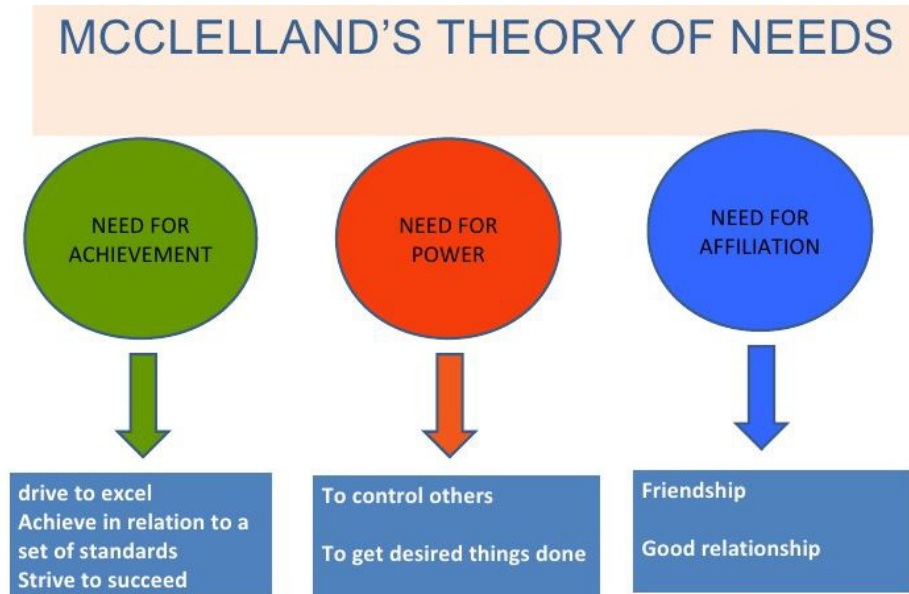 MCCLELLAND'S THEORY OF NEEDS
NEED FOR
ACHIEVEMENT
NEED FOR
POWER
NEED FOR
AFFILIATION
drive to excel
Achieve in relation to a
set of standards
Strive to succeed
To control others
To get desired things done
Friendship
Good relationship